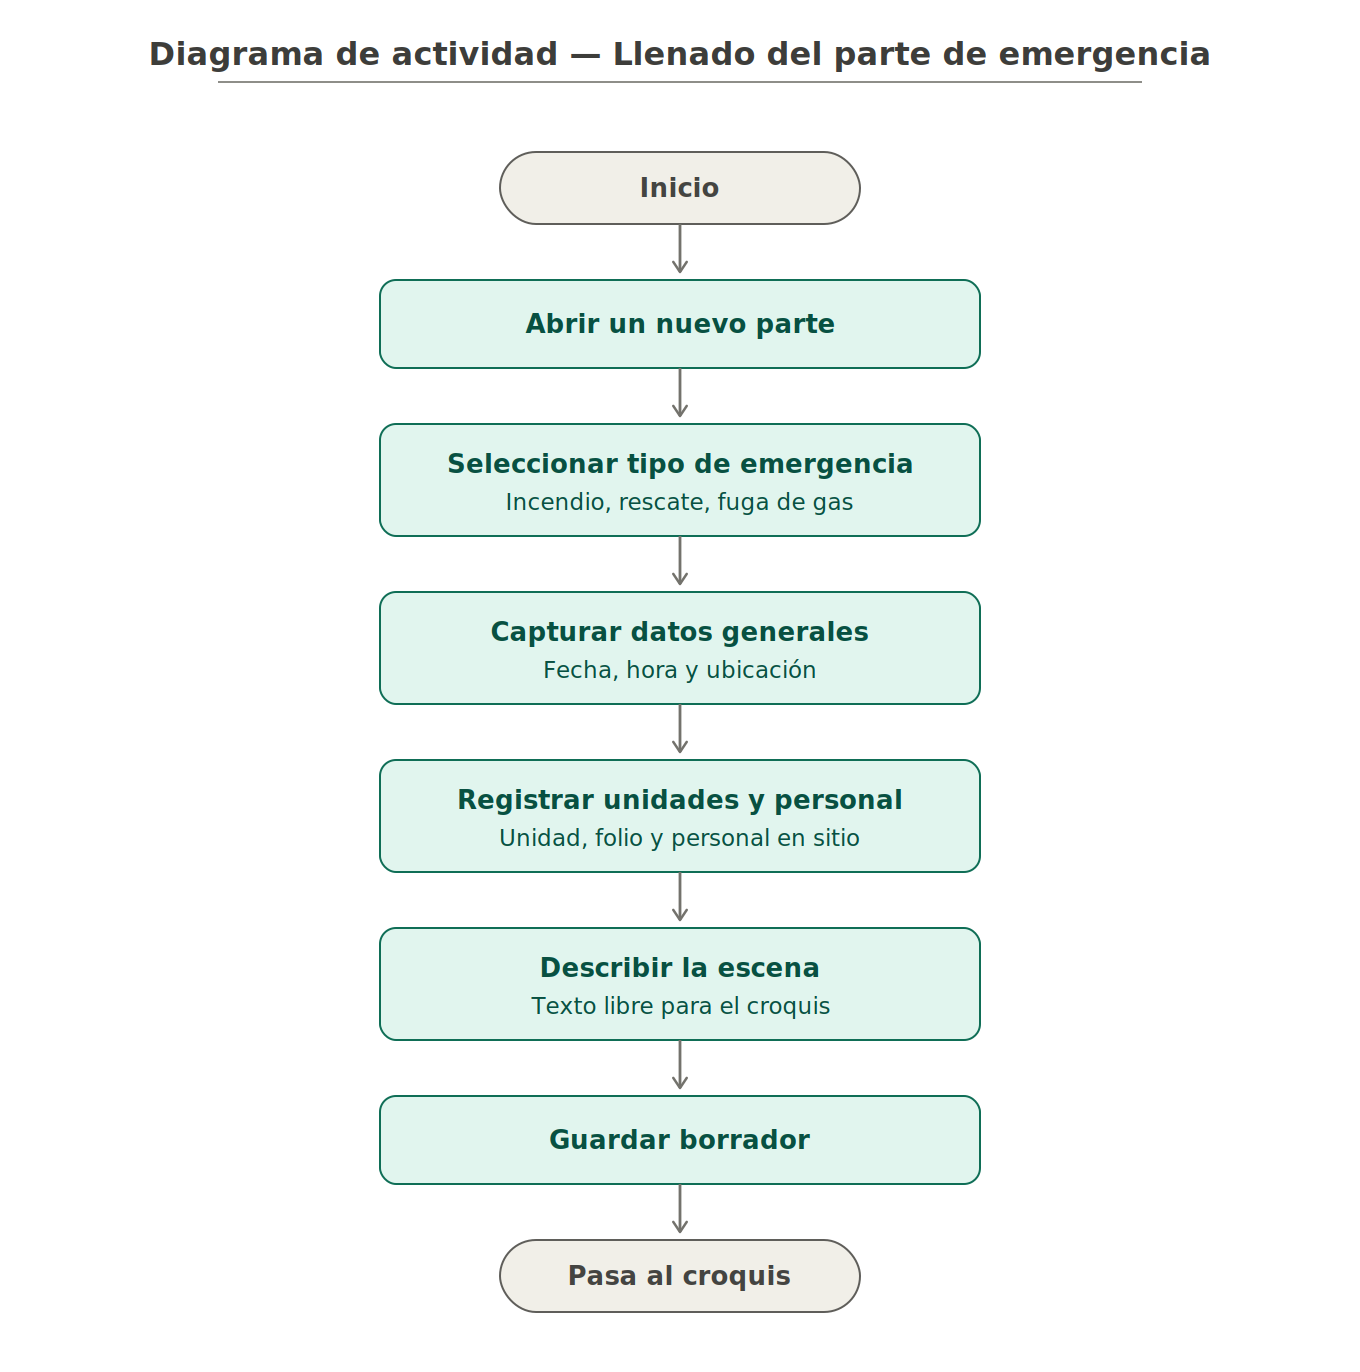 Diagrama de actividad — Llenado del parte de emergencia
Inicio
Abrir un nuevo parte
Seleccionar tipo de emergencia
Incendio, rescate, fuga de gas
Capturar datos generales
Fecha, hora y ubicación
Registrar unidades y personal
Unidad, folio y personal en sitio
Describir la escena
Texto libre para el croquis
Guardar borrador
Pasa al croquis